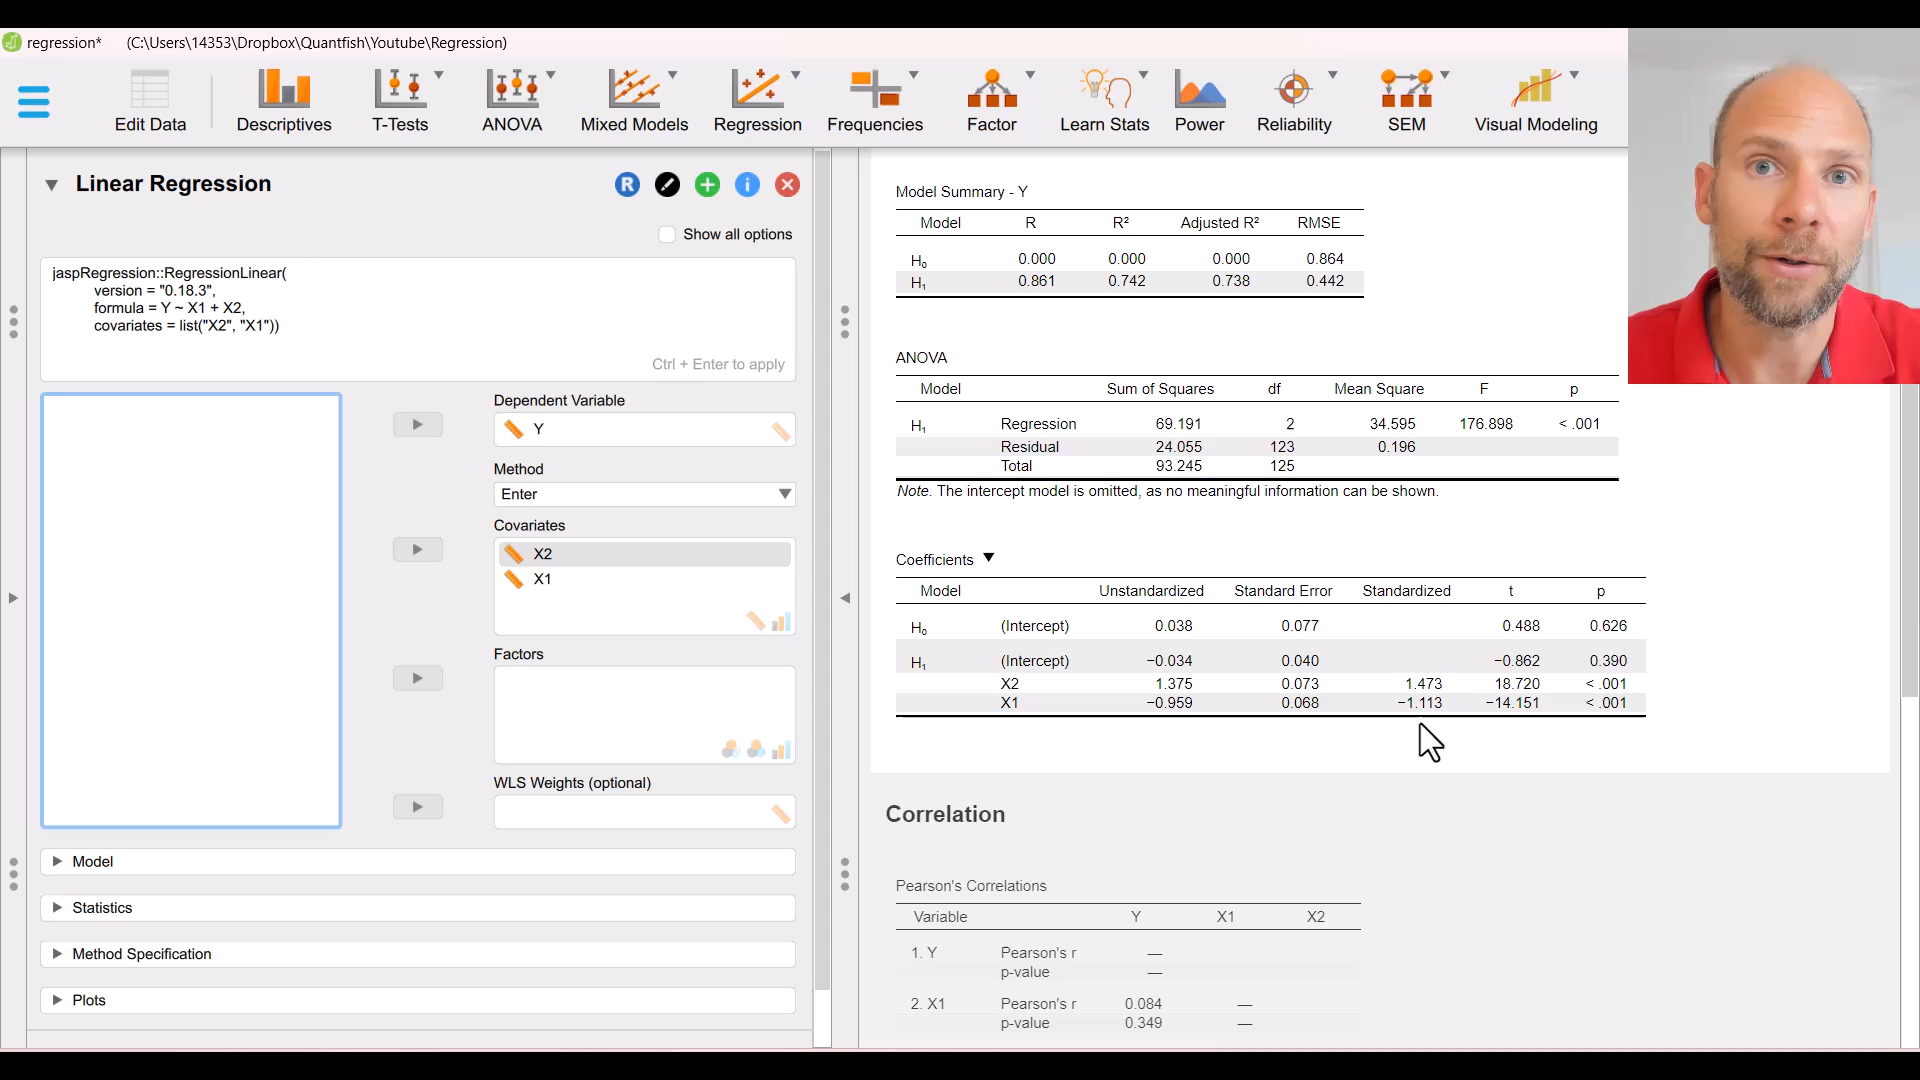 regression* (C:\Users\14353\Dropbox\Quantfish\Youtube\Regression)
Edit Data Descriptives T-Tests ANOVA Mixed Models Regression Frequencies Factor Learn Stats Power Reliability SEM Visual Modeling
Linear Regression
R
Show all options
jaspRegression::RegressionLinear(
version = "0.18.3",
formula = Y ~ X1 + X2,
covariates = list("X2", "X1"))
Ctrl + Enter to apply
Dependent Variable
Y
Method
Enter
Covariates
X2
X1
Factors
WLS Weights (optional)
Model
Statistics
Method Specification
Plots
Model Summary - Y
Model R R² Adjusted R² RMSE
H₀ 0.000 0.000 0.000 0.864
H₁ 0.861 0.742 0.738 0.442
ANOVA
Model Sum of Squares df Mean Square F p
H₁ Regression 69.191 2 34.595 176.898 < .001
Residual 24.055 123 0.196
Total 93.245 125
Note. The intercept model is omitted, as no meaningful information can be shown.
Coefficients
Model Unstandardized Standard Error Standardized t p
H₀ (Intercept) 0.038 0.077 0.488 0.626
H₁ (Intercept) −0.034 0.040 −0.862 0.390
X2 1.375 0.073 1.473 18.720 < .001
X1 −0.959 0.068 −1.113 −14.151 < .001
Correlation
Pearson's Correlations
Variable Y X1 X2
1. Y Pearson's r —
p-value —
2. X1 Pearson's r 0.084 —
p-value 0.349 —